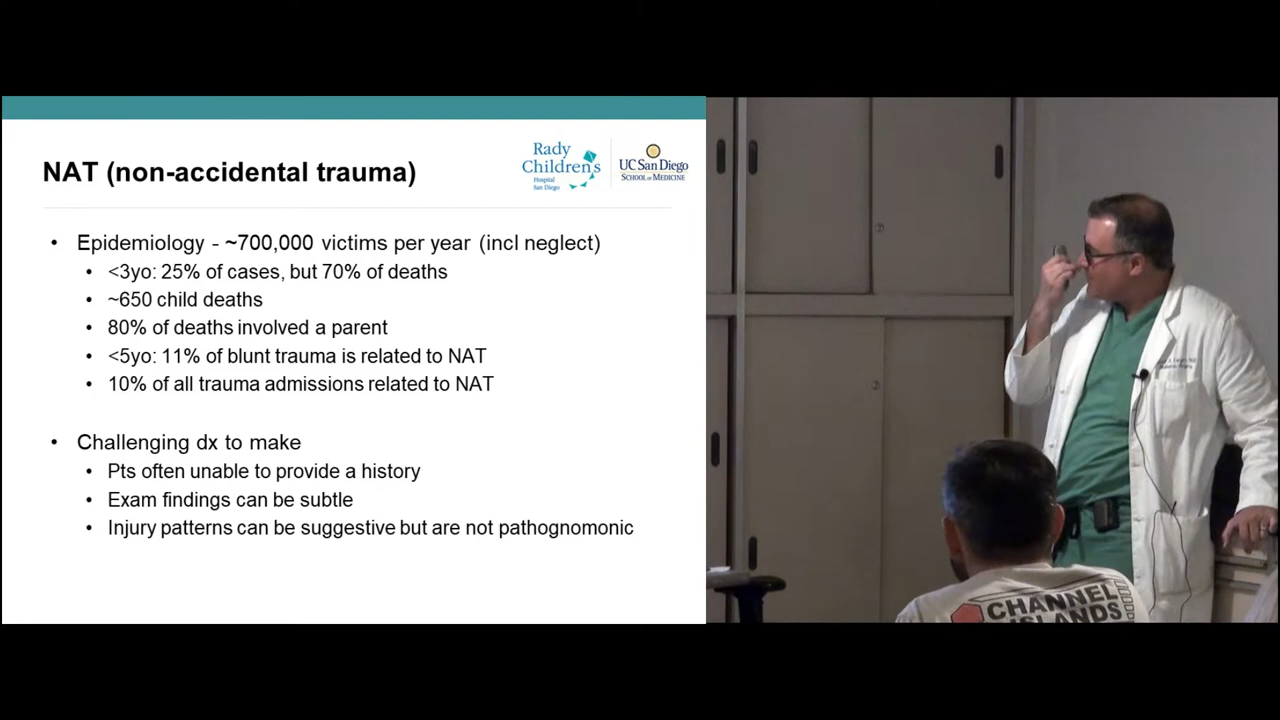 NAT (non-accidental trauma)
Rady
Children's
Hospital
San Diego
UC San Diego
SCHOOL OF MEDICINE
• Epidemiology - ~700,000 victims per year (incl neglect)
• <3yo: 25% of cases, but 70% of deaths
• ~650 child deaths
• 80% of deaths involved a parent
• <5yo: 11% of blunt trauma is related to NAT
• 10% of all trauma admissions related to NAT
• Challenging dx to make
• Pts often unable to provide a history
• Exam findings can be subtle
• Injury patterns can be suggestive but are not pathognomonic
CHANNEL
ISLANDS